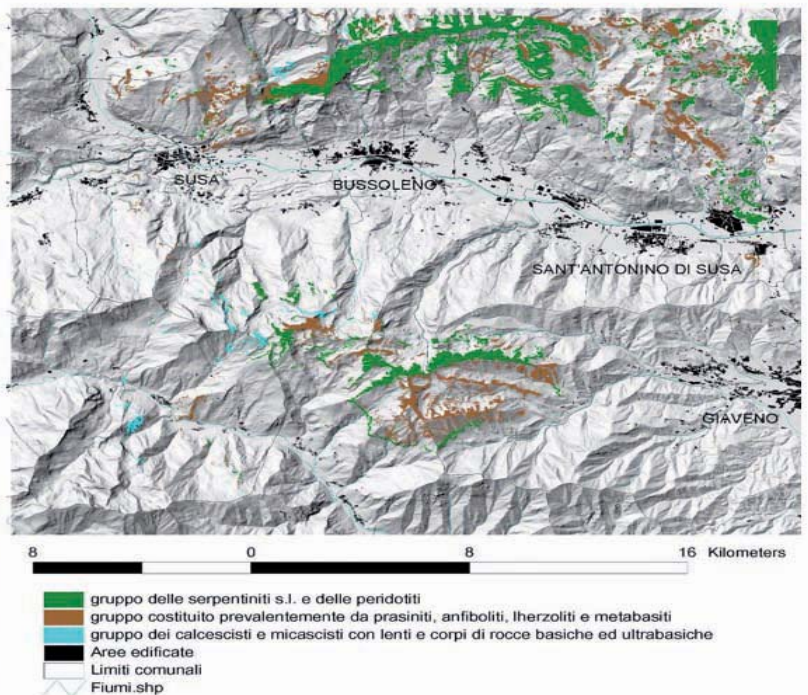 SUSA
BUSSOLENO
SANT'ANTONINO DI SUSA
GIAVENO
8 0 8 16 Kilometers
gruppo delle serpentiniti s.l. e delle peridotiti
gruppo costituito prevalentemente da prasiniti, anfiboliti, lherzoliti e metabasiti
gruppo dei calcescisti e micascisti con lenti e corpi di rocce basiche ed ultrabasiche
Aree edificate
Limiti comunali
Fiumi.shp